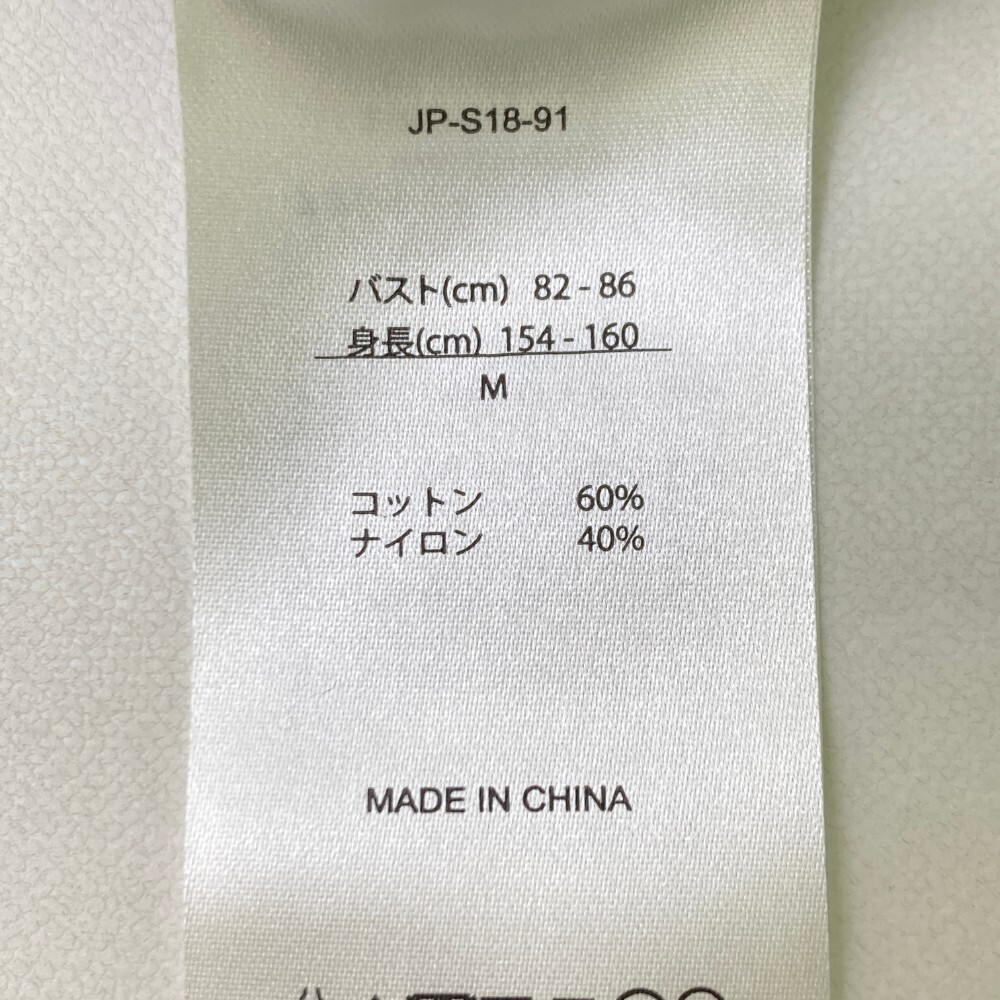 JP-S18-91
バスト(cm) 82 - 86
身長(cm) 154 - 160
M
コットン 60%
ナイロン 40%
MADE IN CHINA